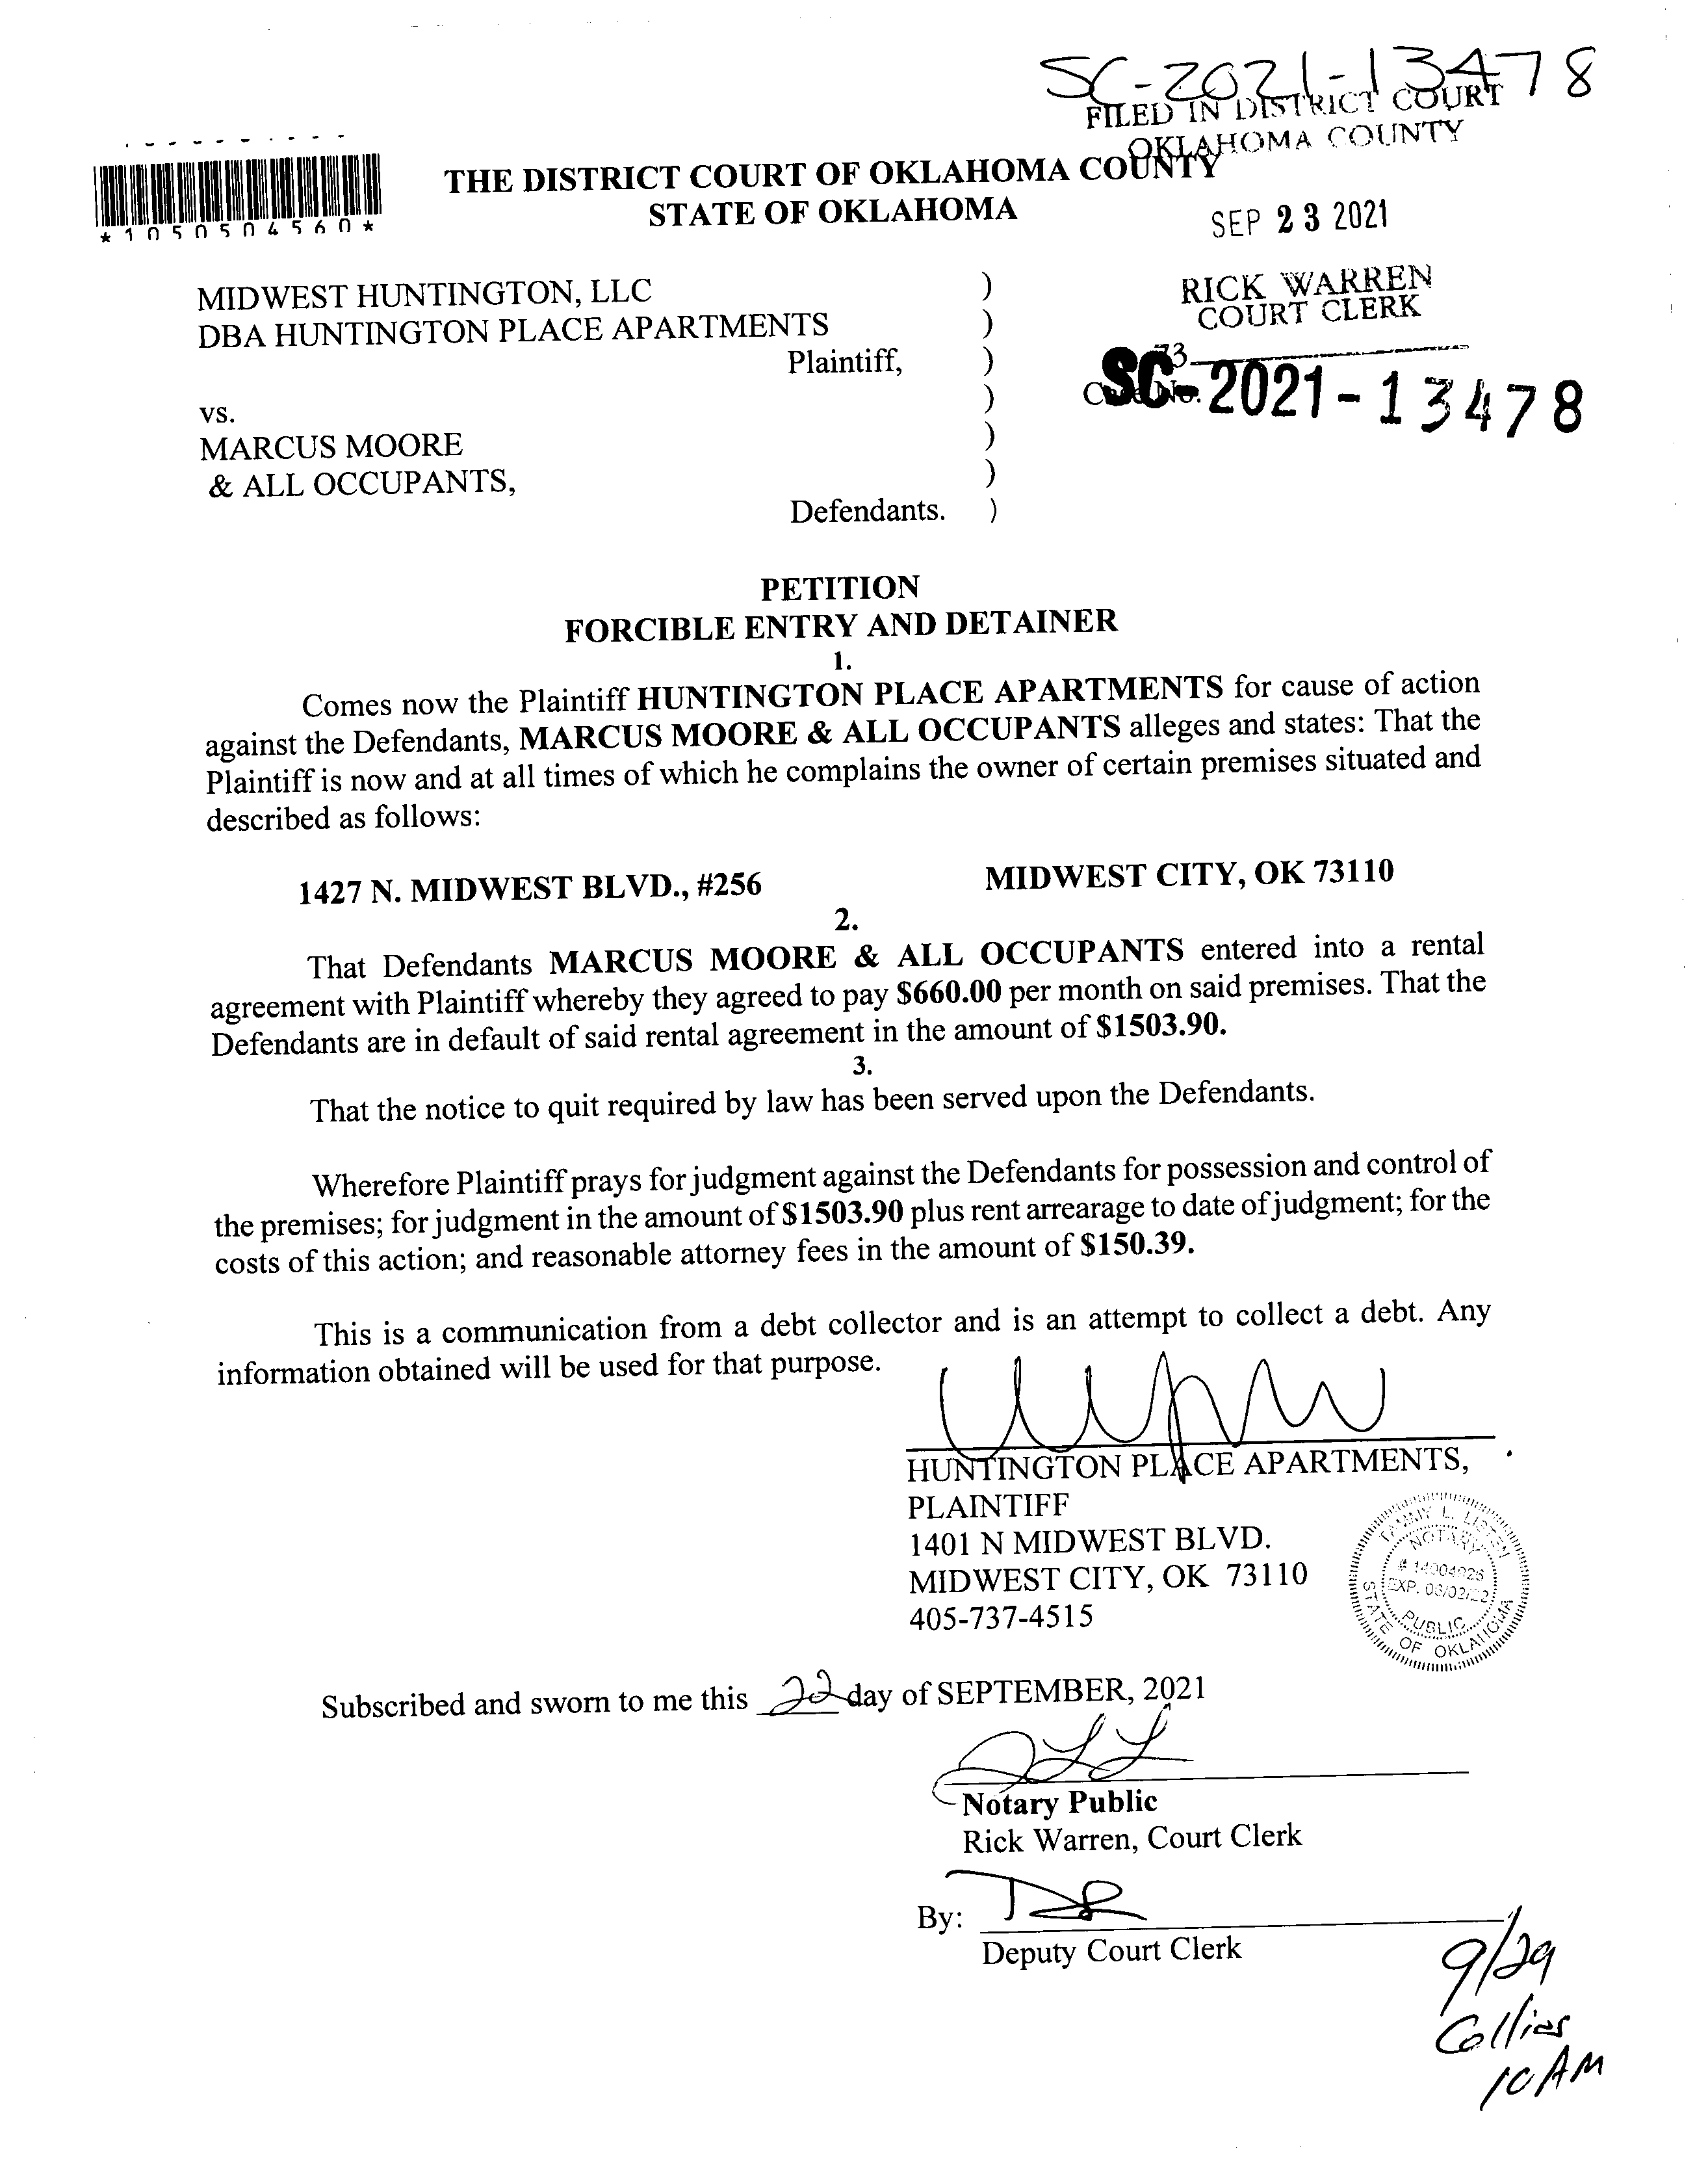 SC-2021-13478
FILED IN DISTRICT COURT
OKLAHOMA COUNTY
*1050504560*
THE DISTRICT COURT OF OKLAHOMA COUNTY
STATE OF OKLAHOMA
SEP 23 2021
MIDWEST HUNTINGTON, LLC )
DBA HUNTINGTON PLACE APARTMENTS )
Plaintiff, )
)
vs.
MARCUS MOORE )
& ALL OCCUPANTS, )
Defendants. )
RICK WARREN
COURT CLERK
73
Case No. SC-2021-13478
PETITION
FORCIBLE ENTRY AND DETAINER
1.
Comes now the Plaintiff HUNTINGTON PLACE APARTMENTS for cause of action
against the Defendants, MARCUS MOORE & ALL OCCUPANTS alleges and states: That the
Plaintiff is now and at all times of which he complains the owner of certain premises situated and
described as follows:
1427 N. MIDWEST BLVD., #256 MIDWEST CITY, OK 73110
2.
That Defendants MARCUS MOORE & ALL OCCUPANTS entered into a rental
agreement with Plaintiff whereby they agreed to pay $660.00 per month on said premises. That the
Defendants are in default of said rental agreement in the amount of $1503.90.
3.
That the notice to quit required by law has been served upon the Defendants.
Wherefore Plaintiff prays for judgment against the Defendants for possession and control of
the premises; for judgment in the amount of $1503.90 plus rent arrearage to date of judgment; for the
costs of this action; and reasonable attorney fees in the amount of $150.39.
This is a communication from a debt collector and is an attempt to collect a debt. Any
information obtained will be used for that purpose.
HUNTINGTON PLACE APARTMENTS,
PLAINTIFF
1401 N MIDWEST BLVD.
MIDWEST CITY, OK 73110
405-737-4515
TAMMY L. LISTEN
NOTARY
# 14004026
EXP. 03/02/22
PUBLIC
STATE OF OKLAHOMA
Subscribed and sworn to me this 22 day of SEPTEMBER, 2021
Notary Public
Rick Warren, Court Clerk
By:
Deputy Court Clerk
9/29
Collins
10 AM